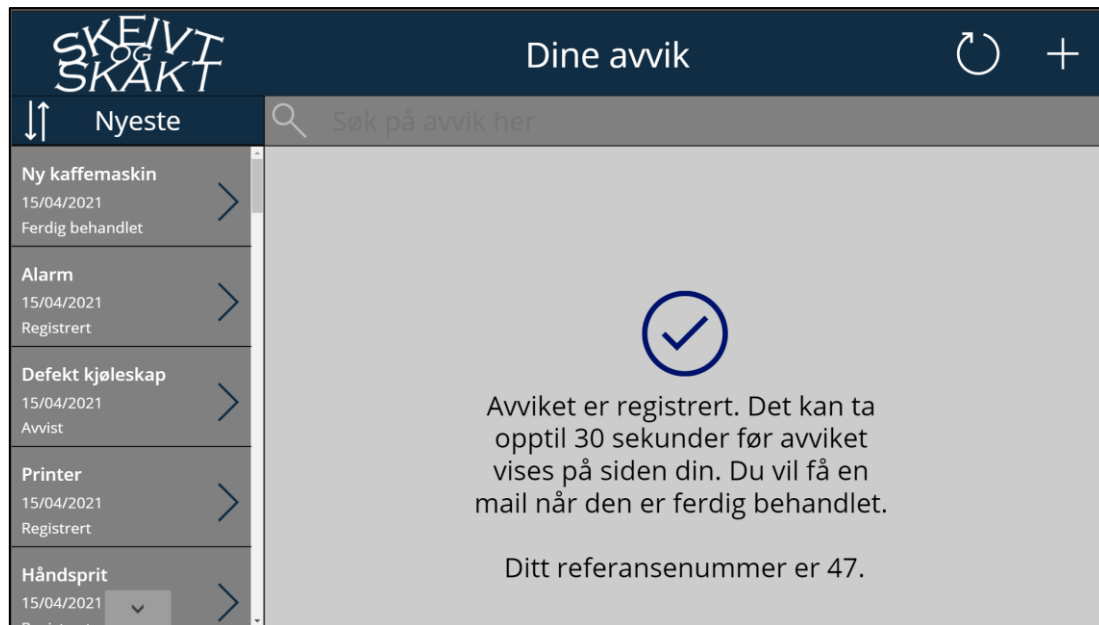 SKEIVT
OG
SKAKT
Dine avvik
Nyeste
Søk på avvik her
Ny kaffemaskin
15/04/2021
Ferdig behandlet
Alarm
15/04/2021
Registrert
Defekt kjøleskap
15/04/2021
Avvist
Printer
15/04/2021
Registrert
Håndsprit
15/04/2021
Avviket er registrert. Det kan ta
opptil 30 sekunder før avviket
vises på siden din. Du vil få en
mail når den er ferdig behandlet.
Ditt referansenummer er 47.